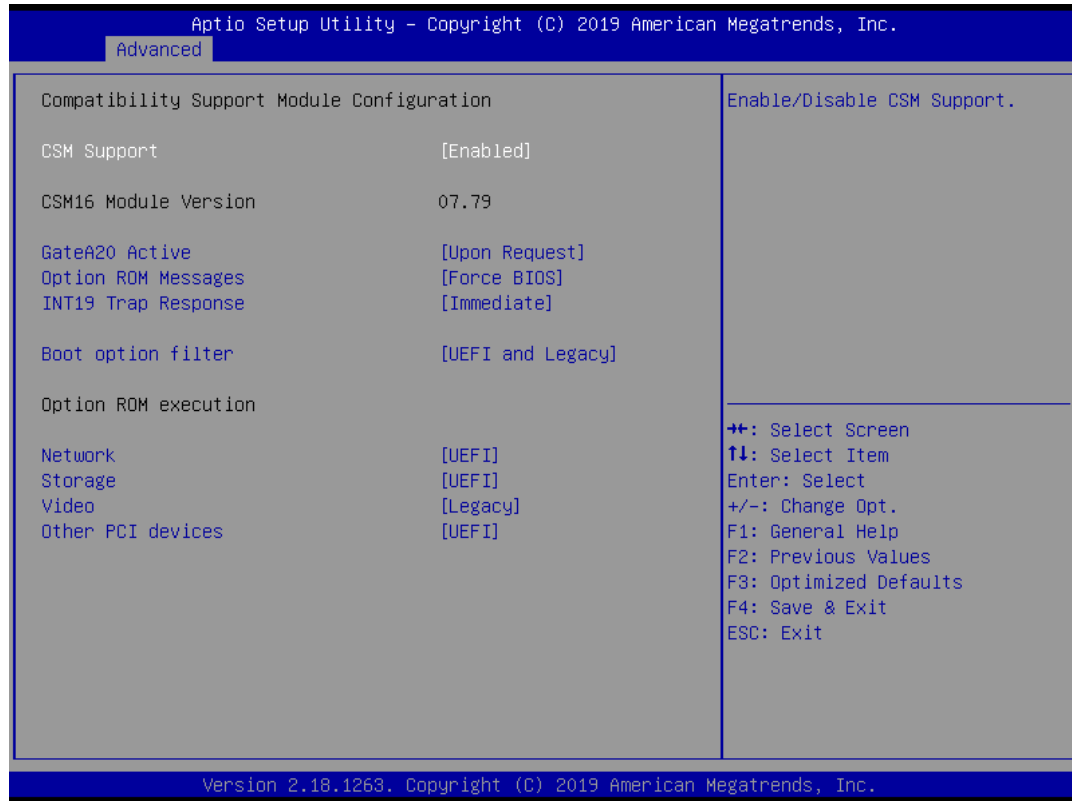 Aptio Setup Utility – Copyright (C) 2019 American Megatrends, Inc.
Advanced
Compatibility Support Module Configuration
CSM Support [Enabled]
CSM16 Module Version 07.79
GateA20 Active [Upon Request]
Option ROM Messages [Force BIOS]
INT19 Trap Response [Immediate]
Boot option filter [UEFI and Legacy]
Option ROM execution
Network [UEFI]
Storage [UEFI]
Video [Legacy]
Other PCI devices [UEFI]
Enable/Disable CSM Support.
→←: Select Screen
↑↓: Select Item
Enter: Select
+/-: Change Opt.
F1: General Help
F2: Previous Values
F3: Optimized Defaults
F4: Save & Exit
ESC: Exit
Version 2.18.1263. Copyright (C) 2019 American Megatrends, Inc.